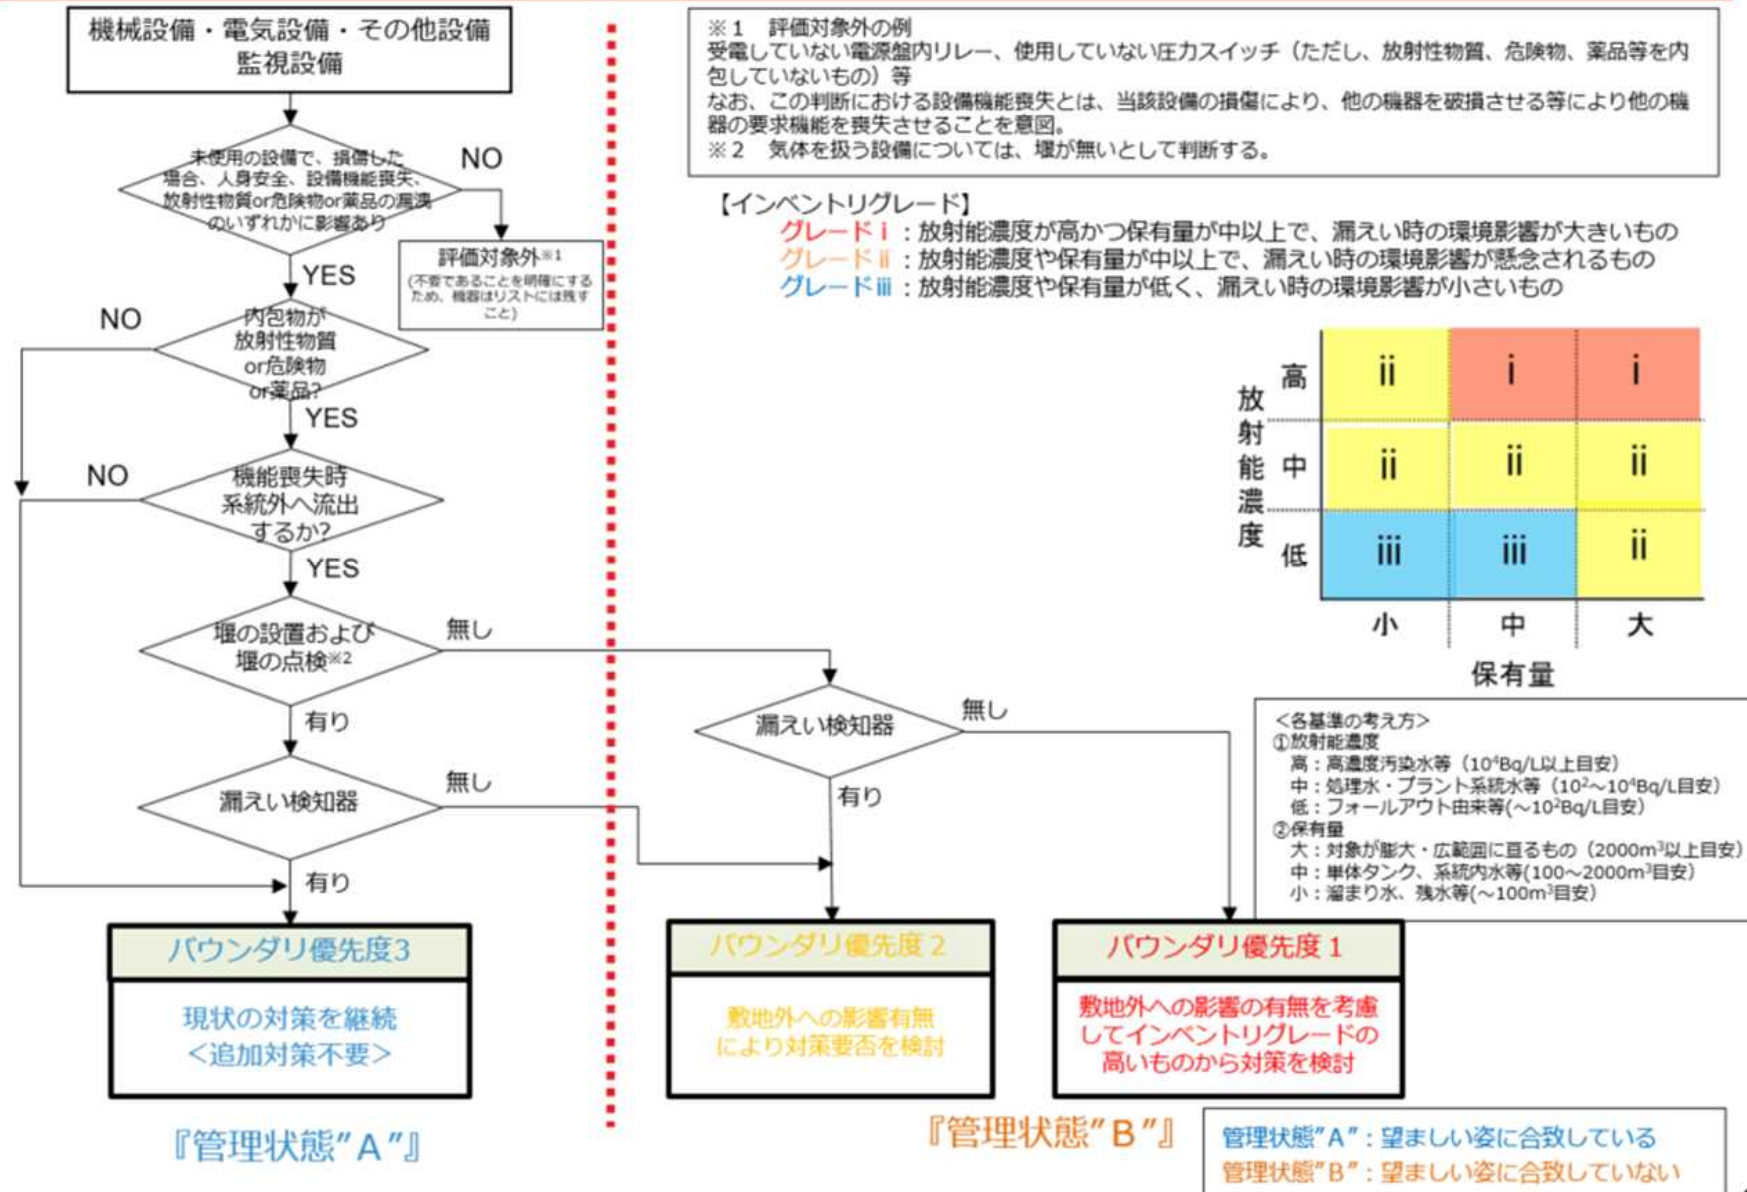 機械設備・電気設備・その他設備
監視設備
未使用の設備で、損傷した
場合、人身安全、設備機能喪失、
放射性物質or危険物or薬品の漏洩
のいずれかに影響あり
NO
評価対象外※1
(不要であることを明確にする
ため、機器はリストには残す
こと)
YES
内包物が
放射性物質
or危険物
or薬品?
NO
YES
機能喪失時
系統外へ流出
するか?
NO
YES
堰の設置および
堰の点検※2
無し
有り
漏えい検知器
無し
有り
漏えい検知器
無し
有り
バウンダリ優先度3
現状の対策を継続
<追加対策不要>
バウンダリ優先度2
敷地外への影響有無
により対策要否を検討
バウンダリ優先度1
敷地外への影響の有無を考慮
してインベントリグレードの
高いものから対策を検討
『管理状態”A”』
『管理状態”B”』
※1 評価対象外の例
受電していない電源盤内リレー、使用していない圧力スイッチ(ただし、放射性物質、危険物、薬品等を内
包していないもの)等
なお、この判断における設備機能喪失とは、当該設備の損傷により、他の機器を破損させる等により他の機
器の要求機能を喪失させることを意図。
※2 気体を扱う設備については、堰が無いとして判断する。
【インベントリグレード】
グレードⅰ:放射能濃度が高かつ保有量が中以上で、漏えい時の環境影響が大きいもの
グレードⅱ:放射能濃度や保有量が中以上で、漏えい時の環境影響が懸念されるもの
グレードⅲ:放射能濃度や保有量が低く、漏えい時の環境影響が小さいもの
放射能濃度
高 ⅱ ⅰ ⅰ
中 ⅱ ⅱ ⅱ
低 ⅲ ⅲ ⅱ
小 中 大
保有量
<各基準の考え方>
①放射能濃度
高:高濃度汚染水等(10⁴Bq/L以上目安)
中:処理水・プラント系統水等(10²~10⁴Bq/L目安)
低:フォールアウト由来等(~10²Bq/L目安)
②保有量
大:対象が膨大・広範囲に亘るもの(2000m³以上目安)
中:単体タンク、系統内水等(100~2000m³目安)
小:溜まり水、残水等(~100m³目安)
管理状態”A”:望ましい姿に合致している
管理状態”B”:望ましい姿に合致していない